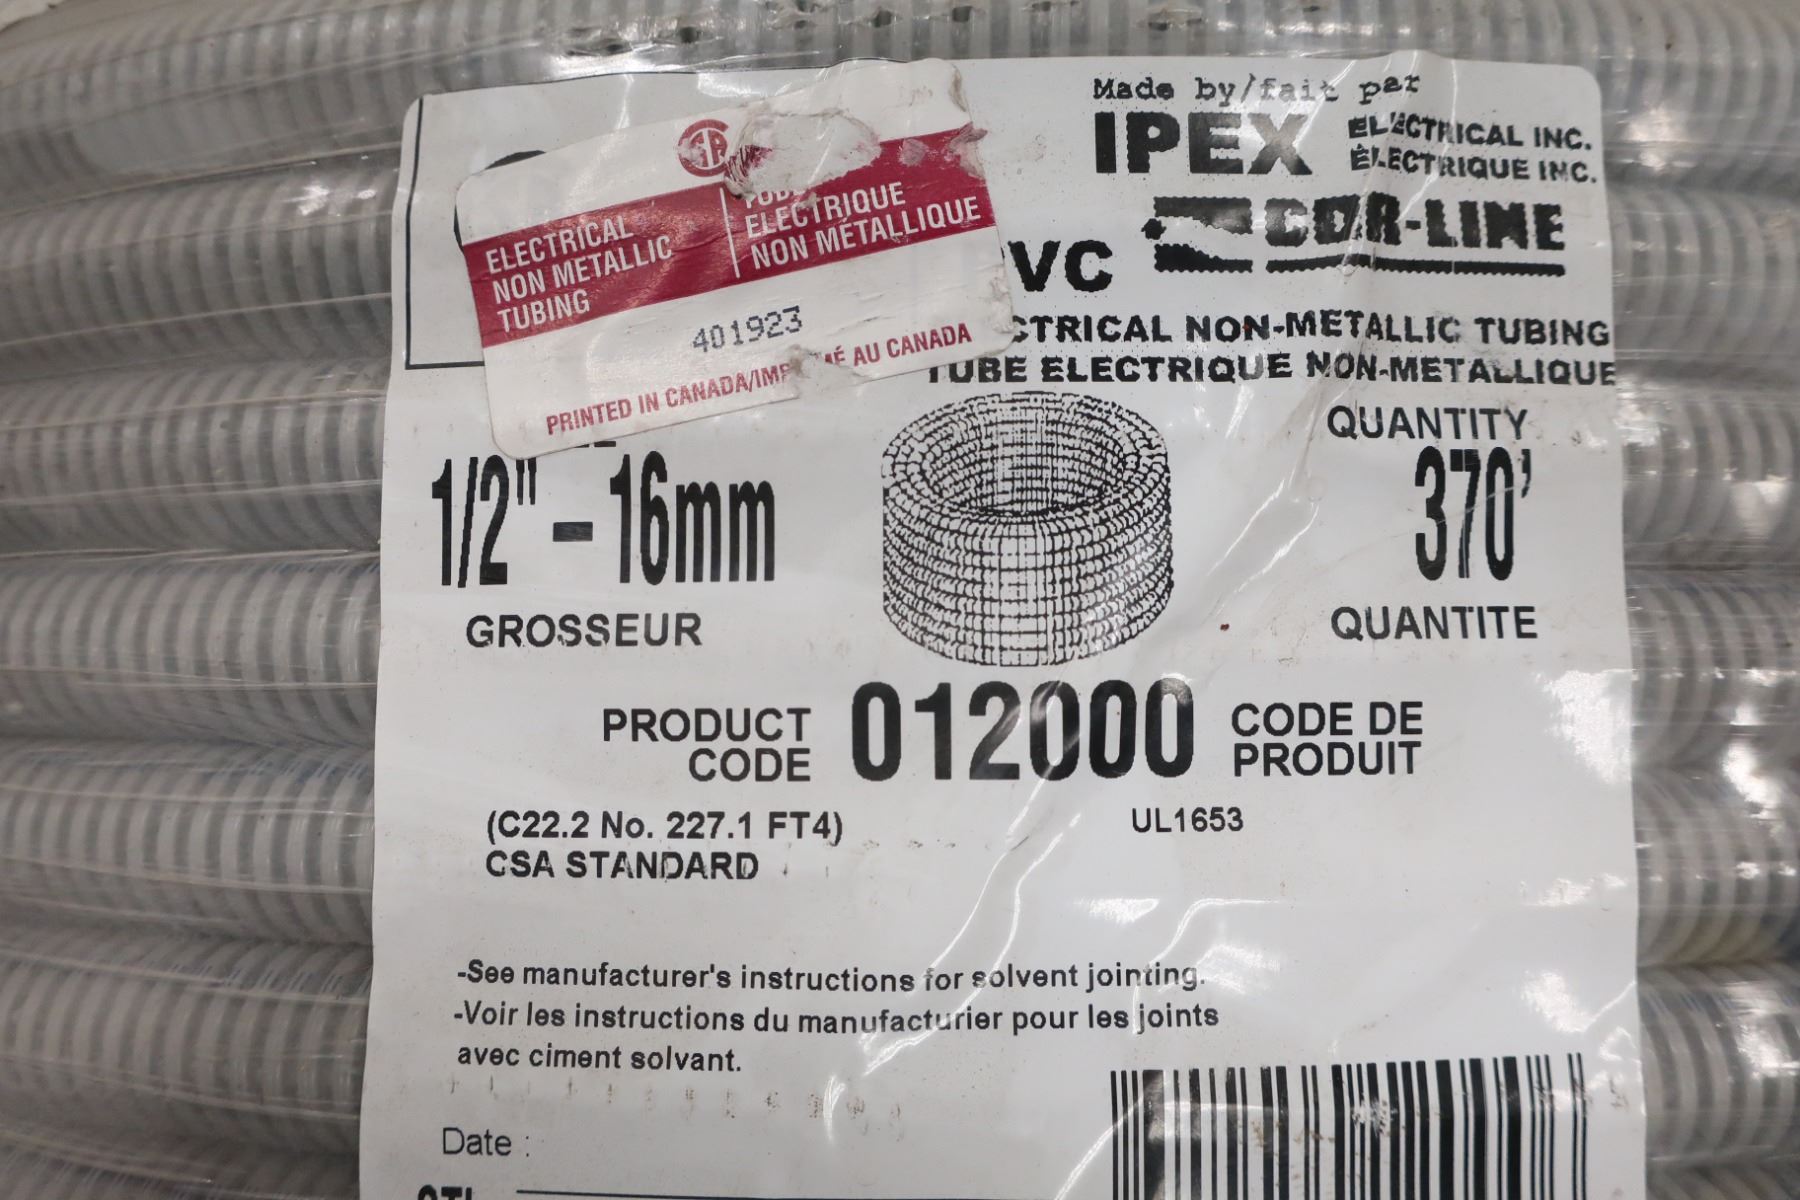 Made by/fait par
IPEX ELECTRICAL INC.
ÉLECTRIQUE INC.
COR-LINE
VC
CTRICAL NON-METALLIC TUBING
TUBE ELECTRIQUE NON-METALLIQUE
CSA
ELECTRICAL
NON METALLIC
TUBING
ÉLECTRIQUE
NON MÉTALLIQUE
401923
PRINTED IN CANADA/IMP MÉ AU CANADA
1/2" - 16mm
GROSSEUR
QUANTITY
370'
QUANTITE
PRODUCT
CODE
012000
CODE DE
PRODUIT
(C22.2 No. 227.1 FT4)
CSA STANDARD
UL1653
-See manufacturer's instructions for solvent jointing.
-Voir les instructions du manufacturier pour les joints
avec ciment solvant.
Date :